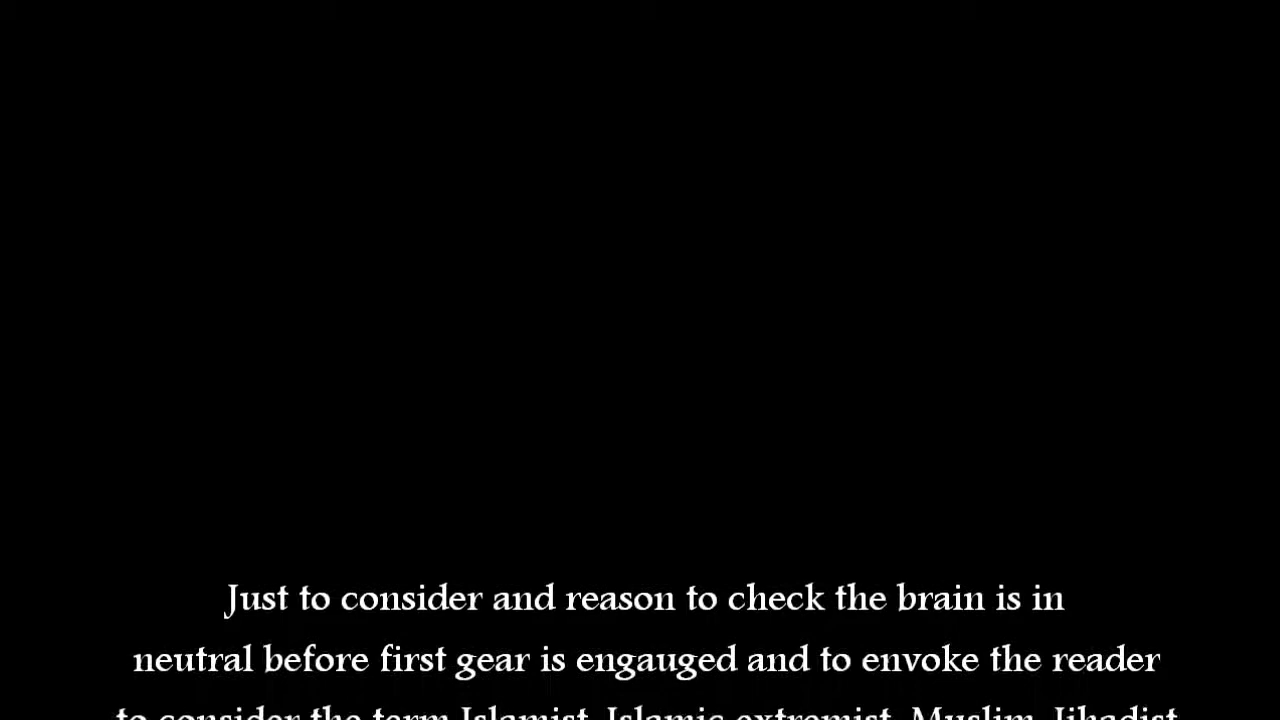 Just to consider and reason to check the brain is in
neutral before first gear is engauged and to envoke the reader
to consider the term Islamist, Islamic extremist, Muslim, Jihadist